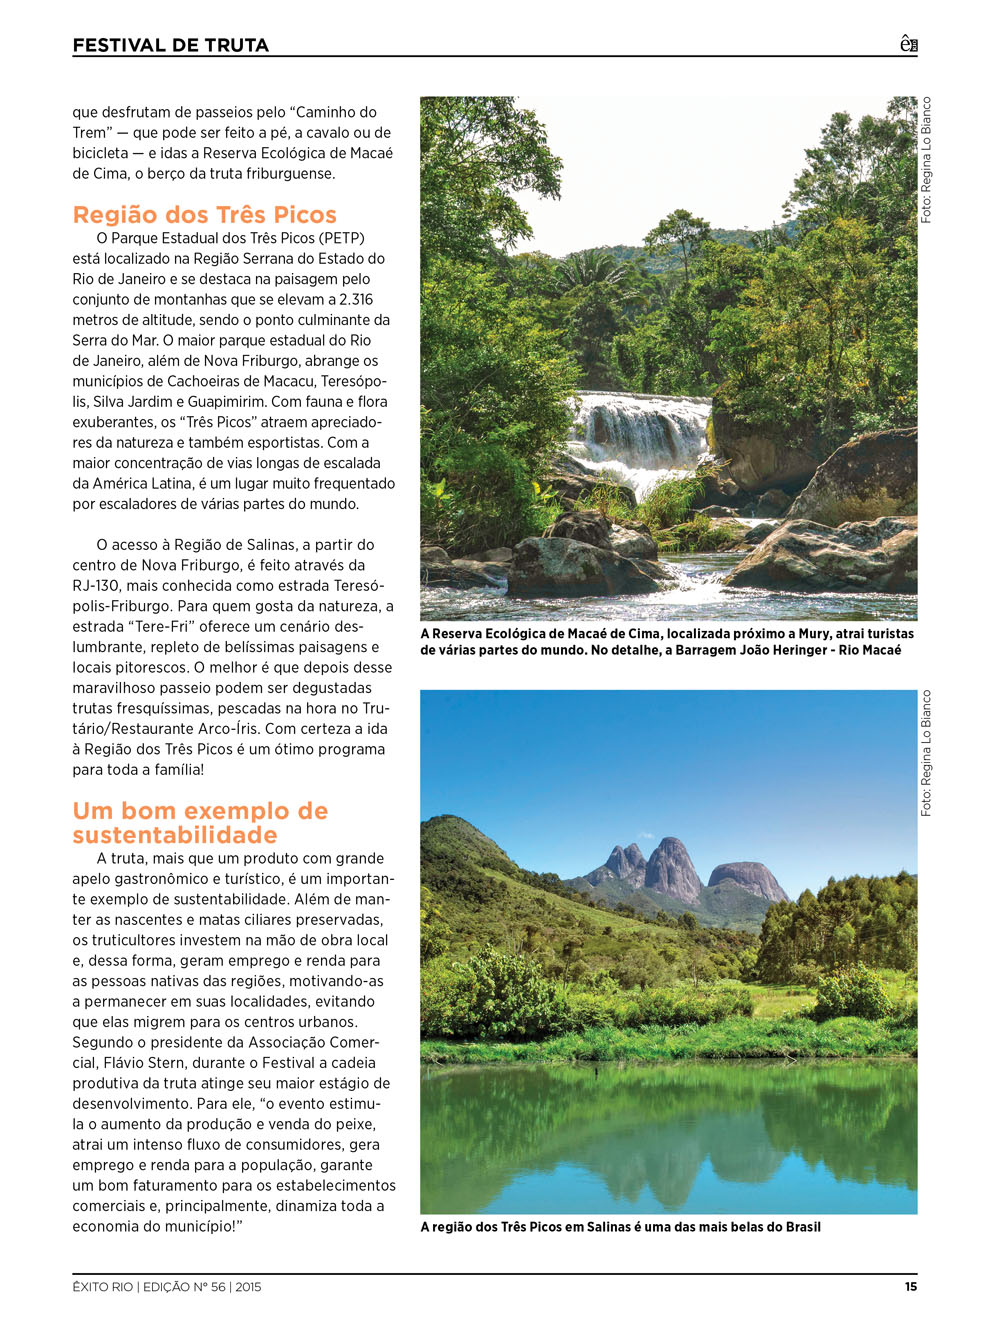 FESTIVAL DE TRUTA
que desfrutam de passeios pelo “Caminho do
Trem” — que pode ser feito a pé, a cavalo ou de
bicicleta — e idas a Reserva Ecológica de Macaé
de Cima, o berço da truta friburguense.
Região dos Três Picos
O Parque Estadual dos Três Picos (PETP)
está localizado na Região Serrana do Estado do
Rio de Janeiro e se destaca na paisagem pelo
conjunto de montanhas que se elevam a 2.316
metros de altitude, sendo o ponto culminante da
Serra do Mar. O maior parque estadual do Rio
de Janeiro, além de Nova Friburgo, abrange os
municípios de Cachoeiras de Macacu, Teresópo-
lis, Silva Jardim e Guapimirim. Com fauna e flora
exuberantes, os “Três Picos” atraem apreciado-
res da natureza e também esportistas. Com a
maior concentração de vias longas de escalada
da América Latina, é um lugar muito frequentado
por escaladores de várias partes do mundo.
O acesso à Região de Salinas, a partir do
centro de Nova Friburgo, é feito através da
RJ-130, mais conhecida como estrada Teresó-
polis-Friburgo. Para quem gosta da natureza, a
estrada “Tere-Fri” oferece um cenário des-
lumbrante, repleto de belíssimas paisagens e
locais pitorescos. O melhor é que depois desse
maravilhoso passeio podem ser degustadas
trutas fresquíssimas, pescadas na hora no Tru-
tário/Restaurante Arco-Íris. Com certeza a ida
à Região dos Três Picos é um ótimo programa
para toda a família!
Um bom exemplo de
sustentabilidade
A truta, mais que um produto com grande
apelo gastronômico e turístico, é um importan-
te exemplo de sustentabilidade. Além de man-
ter as nascentes e matas ciliares preservadas,
os truticultores investem na mão de obra local
e, dessa forma, geram emprego e renda para
as pessoas nativas das regiões, motivando-as
a permanecer em suas localidades, evitando
que elas migrem para os centros urbanos.
Segundo o presidente da Associação Comer-
cial, Flávio Stern, durante o Festival a cadeia
produtiva da truta atinge seu maior estágio de
desenvolvimento. Para ele, “o evento estimu-
la o aumento da produção e venda do peixe,
atrai um intenso fluxo de consumidores, gera
emprego e renda para a população, garante
um bom faturamento para os estabelecimentos
comerciais e, principalmente, dinamiza toda a
economia do município!”
Foto: Regina Lo Bianco
A Reserva Ecológica de Macaé de Cima, localizada próximo a Mury, atrai turistas
de várias partes do mundo. No detalhe, a Barragem João Heringer - Rio Macaé
Foto: Regina Lo Bianco
A região dos Três Picos em Salinas é uma das mais belas do Brasil
ÊXITO RIO | EDIÇÃO Nº 56 | 2015
15